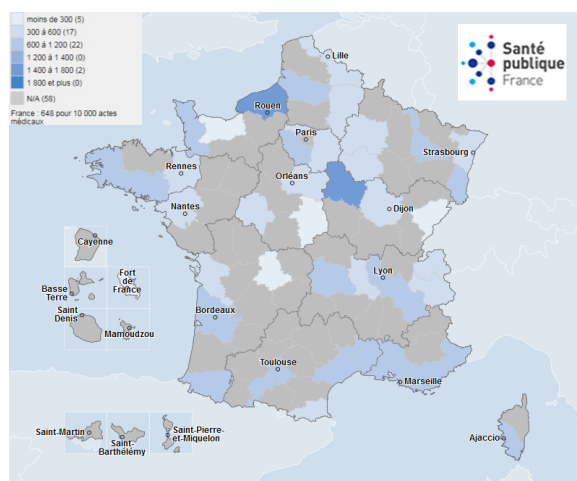 moins de 300 (5)
300 à 600 (17)
600 à 1 200 (22)
1 200 à 1 400 (0)
1 400 à 1 800 (2)
1 800 et plus (0)
N/A (58)
France : 648 pour 10 000 actes
médicaux
Santé
publique
France
Lille
Rouen
Paris
Strasbourg
Rennes
Orléans
Nantes
Dijon
Cayenne
Lyon
Fort
de
France
Basse
Terre
Saint
Denis
Mamoudzou
Bordeaux
Toulouse
Marseille
Saint-Martin
Saint-
Barthélémy
Saint-Pierre-
et-Miquelon
Ajaccio